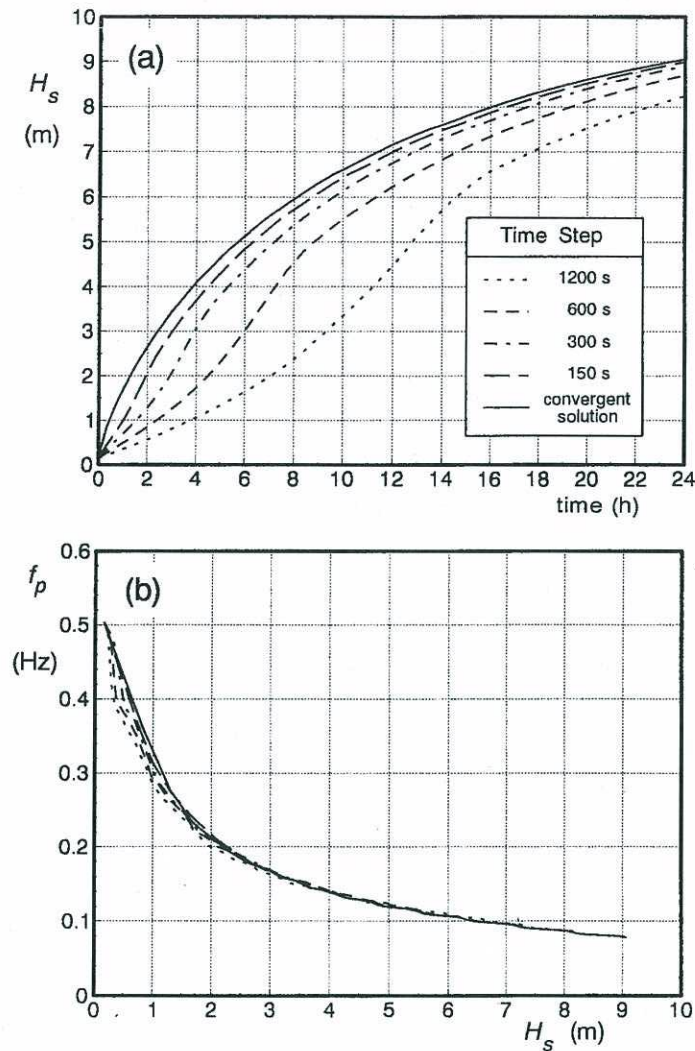 10
9
8
7
6
5
4
3
2
1
0
H_s
(m)
(a)
Time Step
1200 s
600 s
300 s
150 s
convergent
solution
0 2 4 6 8 10 12 14 16 18 20 22 24
time (h)
0.6
0.5
0.4
0.3
0.2
0.1
0
f_p
(Hz)
(b)
0 1 2 3 4 5 6 7 8 9 10
H_s (m)